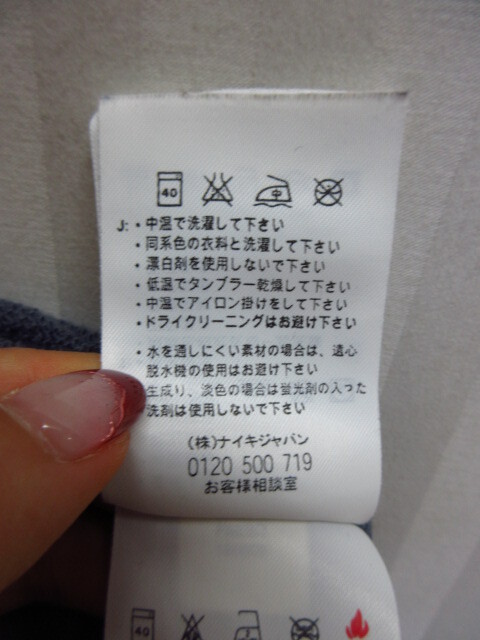 40
J: ・中温で洗濯して下さい
・同系色の衣料と洗濯して下さい
・漂白剤を使用しないで下さい
・低温でタンブラー乾燥して下さい
・中温でアイロン掛けをして下さい
・ドライクリーニングはお避け下さい
・水を通しにくい素材の場合は、遠心
脱水機の使用はお避け下さい
生成り、淡色の場合は蛍光剤の入った
洗剤は使用しないで下さい
(株)ナイキジャパン
0120 500 719
お客様相談室
40